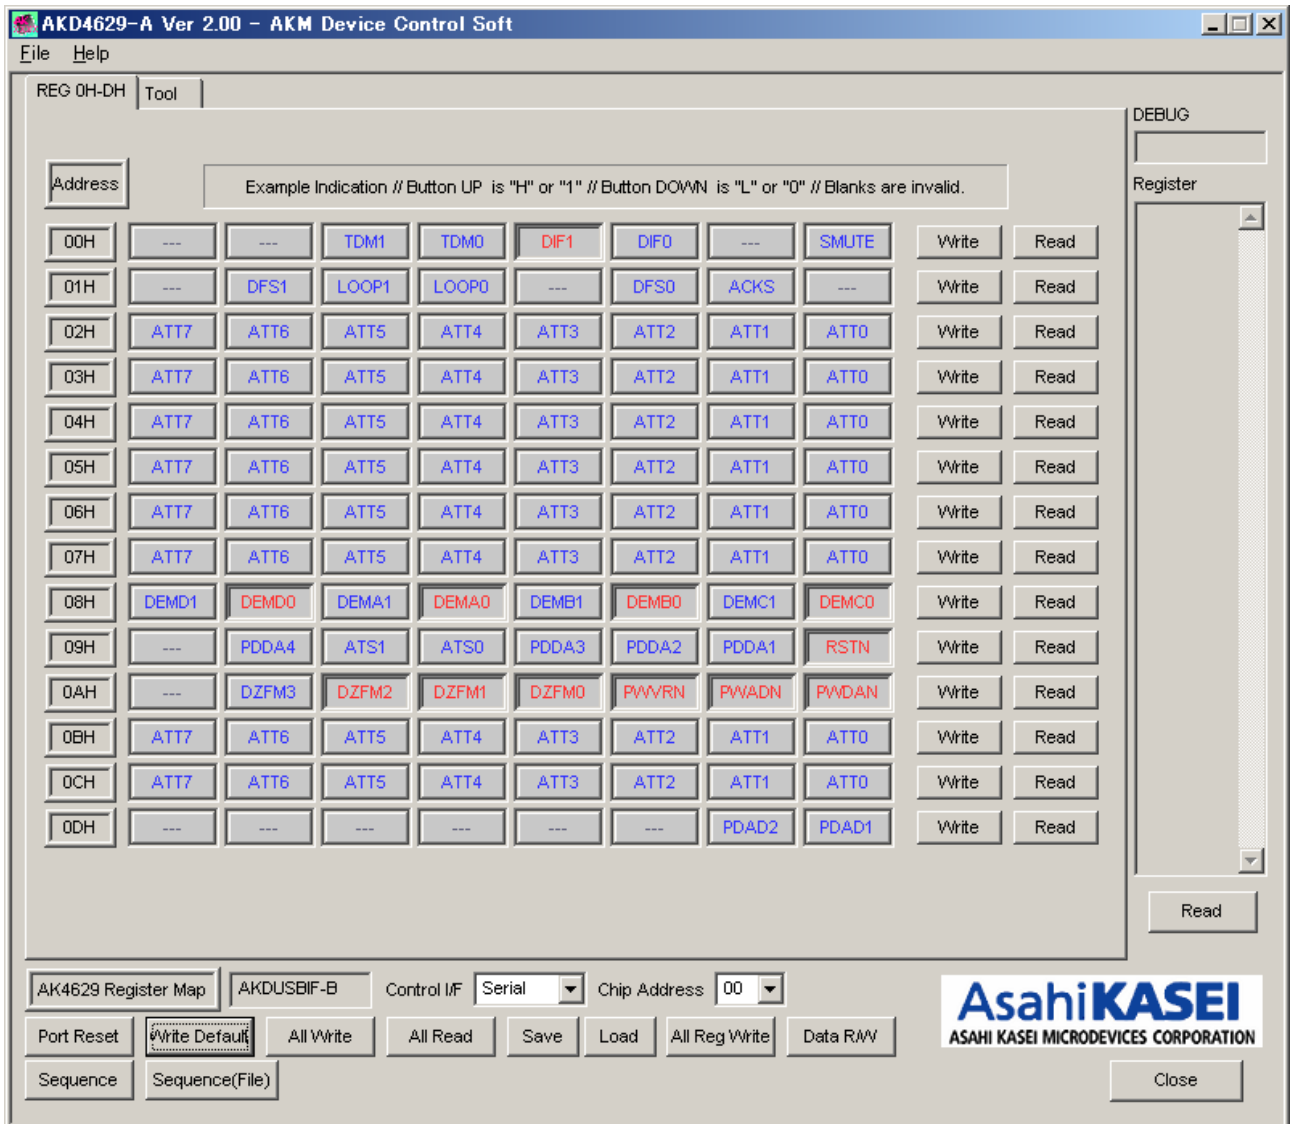 AKD4629-A Ver 2.00 - AKM Device Control Soft
File Help
REG 0H-DH Tool
DEBUG
Address Example Indication // Button UP is "H" or "1" // Button DOWN is "L" or "0" // Blanks are invalid.
Register
00H --- --- TDM1 TDM0 DIF1 DIF0 --- SMUTE Write Read
01H --- DFS1 LOOP1 LOOP0 --- DFS0 ACKS --- Write Read
02H ATT7 ATT6 ATT5 ATT4 ATT3 ATT2 ATT1 ATT0 Write Read
03H ATT7 ATT6 ATT5 ATT4 ATT3 ATT2 ATT1 ATT0 Write Read
04H ATT7 ATT6 ATT5 ATT4 ATT3 ATT2 ATT1 ATT0 Write Read
05H ATT7 ATT6 ATT5 ATT4 ATT3 ATT2 ATT1 ATT0 Write Read
06H ATT7 ATT6 ATT5 ATT4 ATT3 ATT2 ATT1 ATT0 Write Read
07H ATT7 ATT6 ATT5 ATT4 ATT3 ATT2 ATT1 ATT0 Write Read
08H DEMD1 DEMD0 DEMA1 DEMA0 DEMB1 DEMB0 DEMC1 DEMC0 Write Read
09H --- PDDA4 ATS1 ATS0 PDDA3 PDDA2 PDDA1 RSTN Write Read
0AH --- DZFM3 DZFM2 DZFM1 DZFM0 PWVRN PWADN PWDAN Write Read
0BH ATT7 ATT6 ATT5 ATT4 ATT3 ATT2 ATT1 ATT0 Write Read
0CH ATT7 ATT6 ATT5 ATT4 ATT3 ATT2 ATT1 ATT0 Write Read
0DH --- --- --- --- --- --- PDAD2 PDAD1 Write Read
Read
AK4629 Register Map AKDUSBIF-B Control I/F Serial Chip Address 00
AsahiKASEI
ASAHI KASEI MICRODEVICES CORPORATION
Port Reset Write Default All Write All Read Save Load All Reg Write Data R/W
Sequence Sequence(File) Close